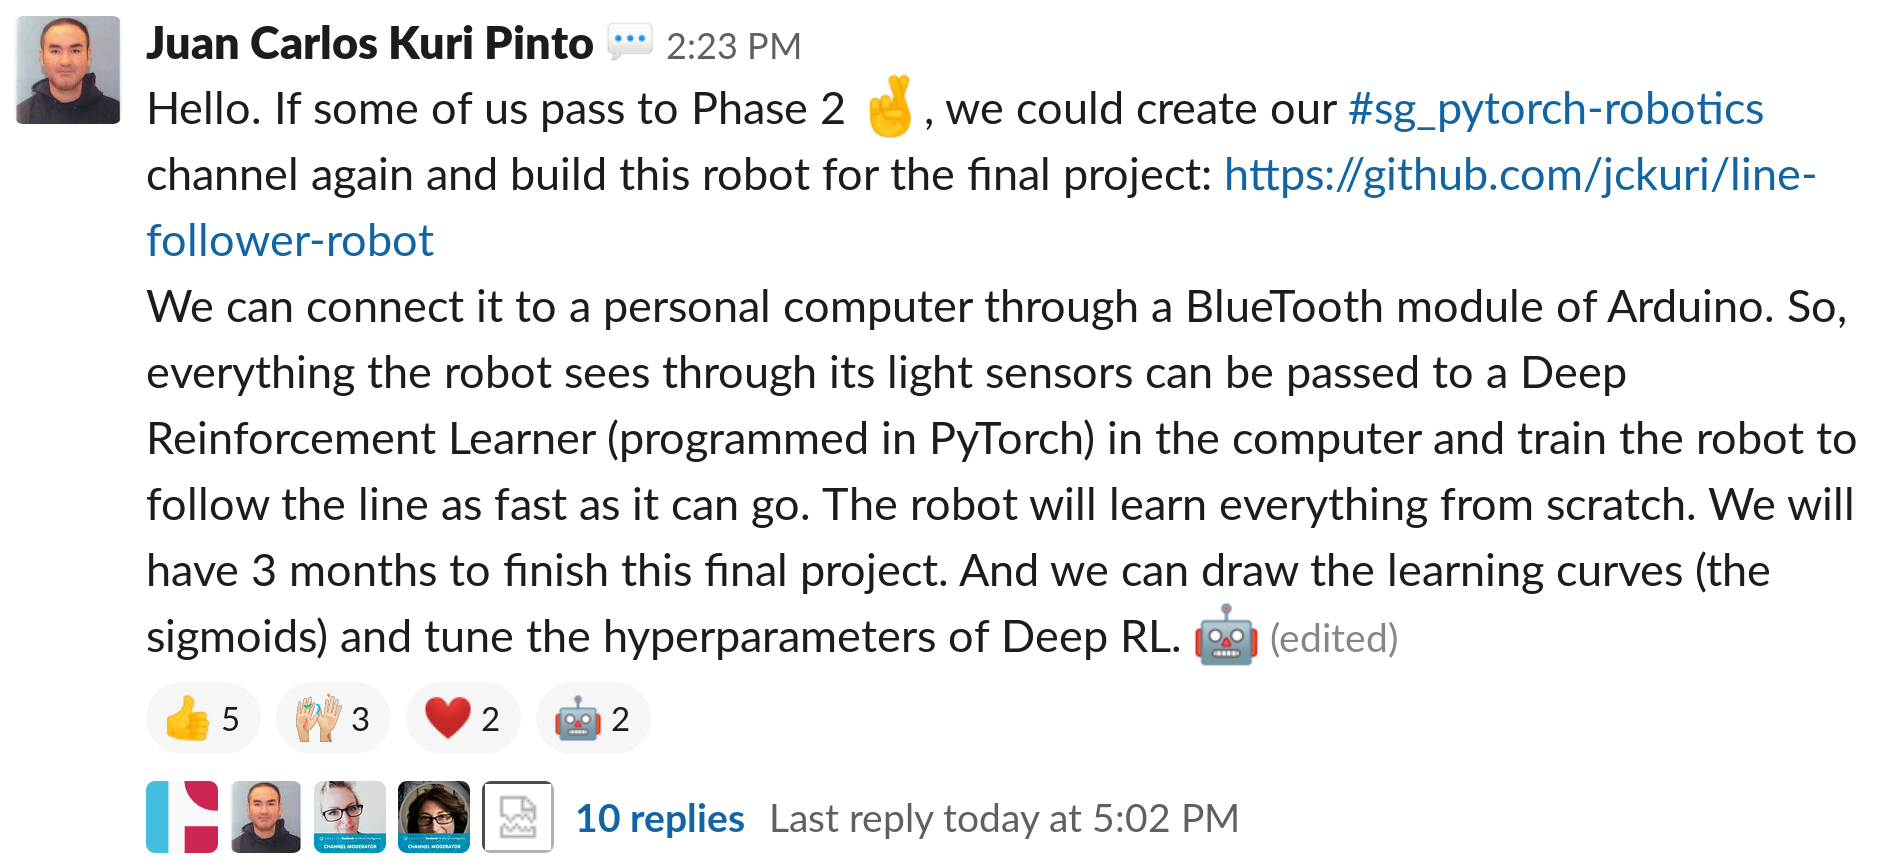 Juan Carlos Kuri Pinto 💬 2:23 PM
Hello. If some of us pass to Phase 2 🤞, we could create our #sg_pytorch-robotics
channel again and build this robot for the final project: https://github.com/jckuri/line-
follower-robot
We can connect it to a personal computer through a BlueTooth module of Arduino. So,
everything the robot sees through its light sensors can be passed to a Deep
Reinforcement Learner (programmed in PyTorch) in the computer and train the robot to
follow the line as fast as it can go. The robot will learn everything from scratch. We will
have 3 months to finish this final project. And we can draw the learning curves (the
sigmoids) and tune the hyperparameters of Deep RL. 🤖 (edited)
👍 5 🙌🏼 3 ❤️ 2 🤖 2
CHANNEL MODERATOR CHANNEL MODERATOR 10 replies Last reply today at 5:02 PM